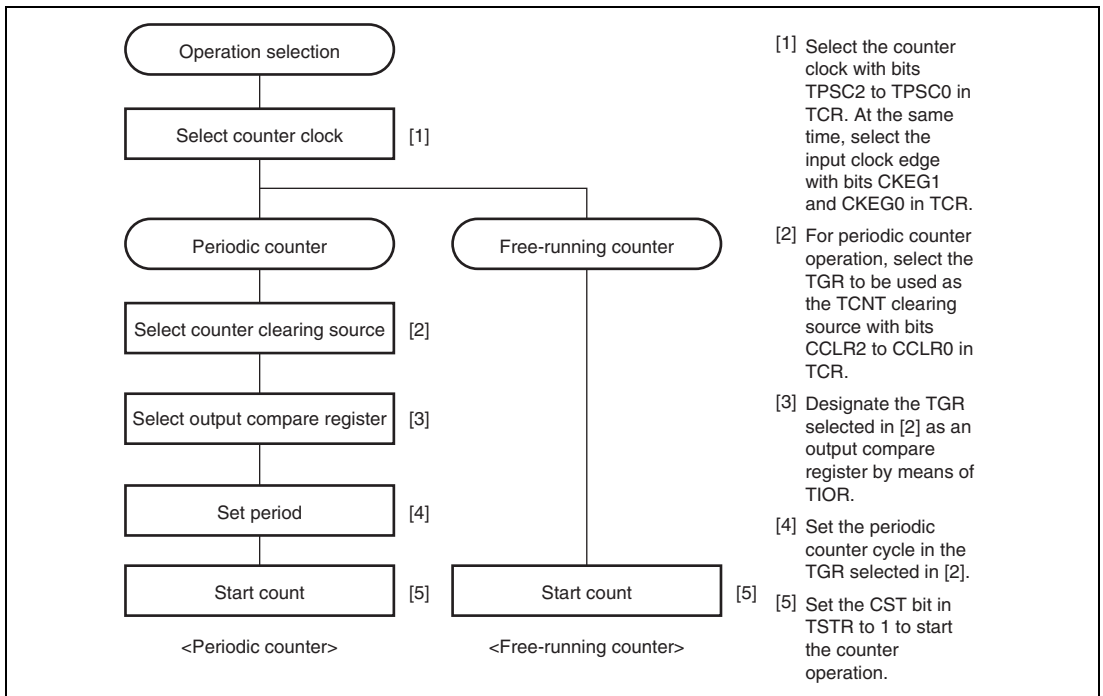 Operation selection
Select counter clock
[1]
Periodic counter
Free-running counter
Select counter clearing source
[2]
Select output compare register
[3]
Set period
[4]
Start count
[5]
Start count
[5]
<Periodic counter>
<Free-running counter>
[1] Select the counter
clock with bits
TPSC2 to TPSC0 in
TCR. At the same
time, select the
input clock edge
with bits CKEG1
and CKEG0 in TCR.
[2] For periodic counter
operation, select the
TGR to be used as
the TCNT clearing
source with bits
CCLR2 to CCLR0 in
TCR.
[3] Designate the TGR
selected in [2] as an
output compare
register by means of
TIOR.
[4] Set the periodic
counter cycle in the
TGR selected in [2].
[5] Set the CST bit in
TSTR to 1 to start
the counter
operation.